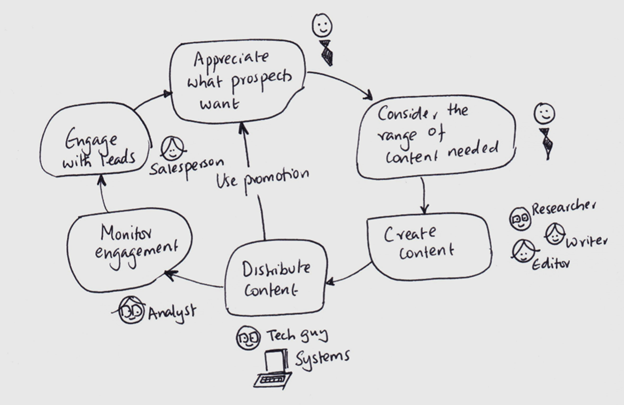 Appreciate
what prospects
want
Consider the
range of
content needed
Researcher
Writer
Editor
Create
content
Distribute
content
Tech guy
Systems
Use promotion
Monitor
engagement
Analyst
Engage
with leads
Salesperson